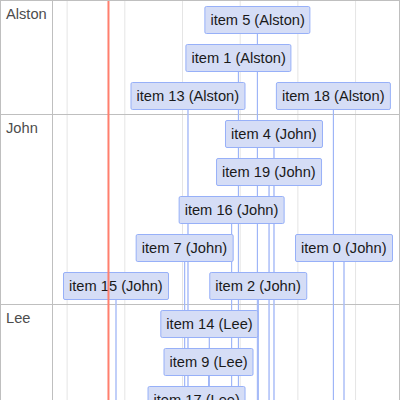 Alston
item 5 (Alston)
item 1 (Alston)
item 13 (Alston)
item 18 (Alston)
John
item 4 (John)
item 19 (John)
item 16 (John)
item 7 (John)
item 0 (John)
item 15 (John)
item 2 (John)
Lee
item 14 (Lee)
item 9 (Lee)
item 17 (Lee)